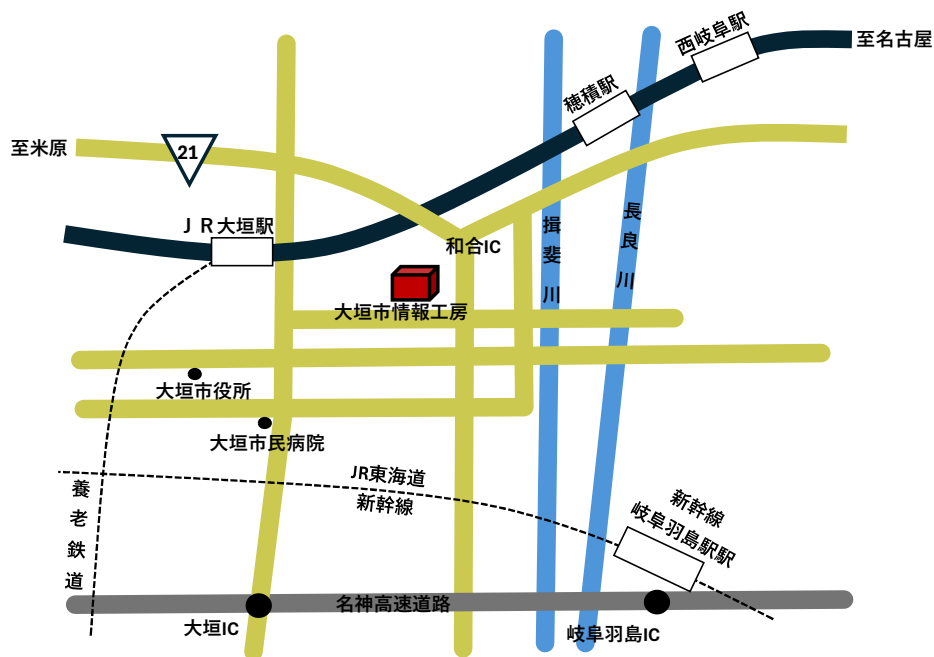 西岐阜駅
至名古屋
穂積駅
至米原
21
ＪＲ大垣駅
和合IC
揖斐川
長良川
大垣市情報工房
大垣市役所
大垣市民病院
JR東海道
新幹線
養老鉄道
新幹線
岐阜羽島駅駅
名神高速道路
大垣IC
岐阜羽島IC